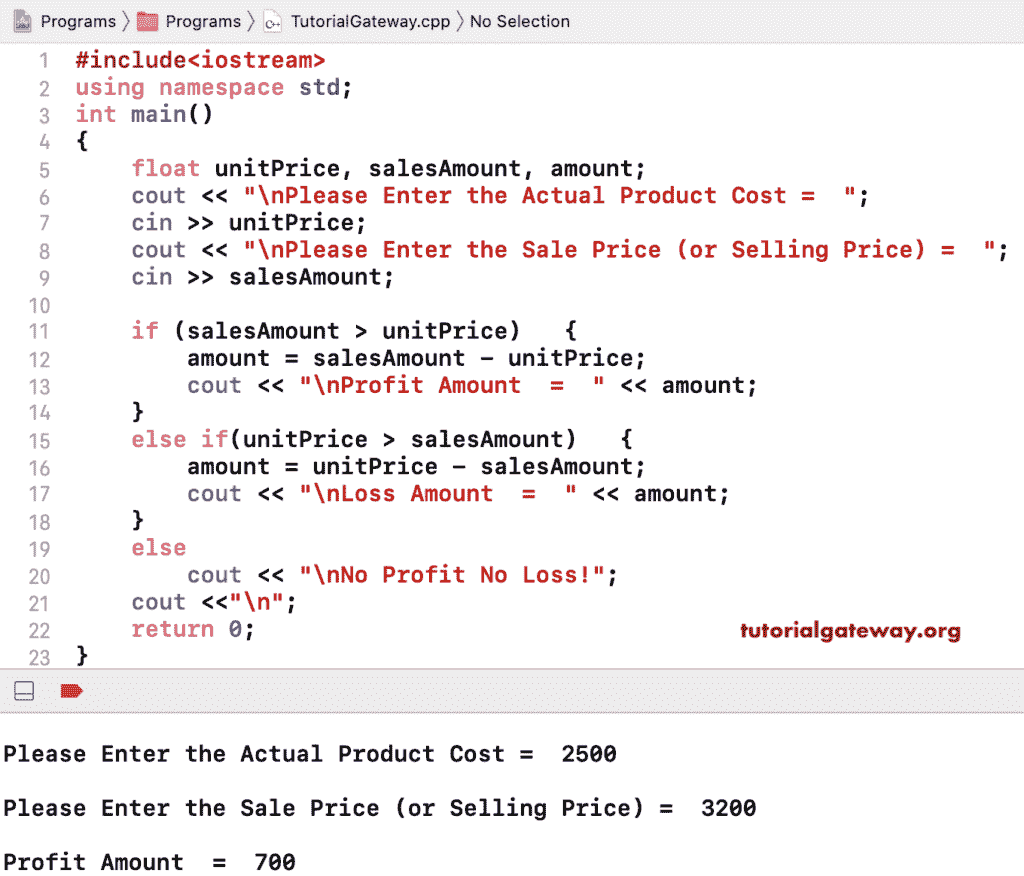 Programs 〉 Programs 〉 TutorialGateway.cpp 〉 No Selection
1 #include<iostream>
2 using namespace std;
3 int main()
4 {
5     float unitPrice, salesAmount, amount;
6     cout << "\nPlease Enter the Actual Product Cost =  ";
7     cin >> unitPrice;
8     cout << "\nPlease Enter the Sale Price (or Selling Price) =  ";
9     cin >> salesAmount;
10
11     if (salesAmount > unitPrice)   {
12         amount = salesAmount - unitPrice;
13         cout << "\nProfit Amount  =  " << amount;
14     }
15     else if(unitPrice > salesAmount)   {
16         amount = unitPrice - salesAmount;
17         cout << "\nLoss Amount  =  " << amount;
18     }
19     else
20         cout << "\nNo Profit No Loss!";
21     cout <<"\n";
22     return 0;
tutorialgateway.org
23 }
Please Enter the Actual Product Cost =  2500
Please Enter the Sale Price (or Selling Price) =  3200
Profit Amount  =  700